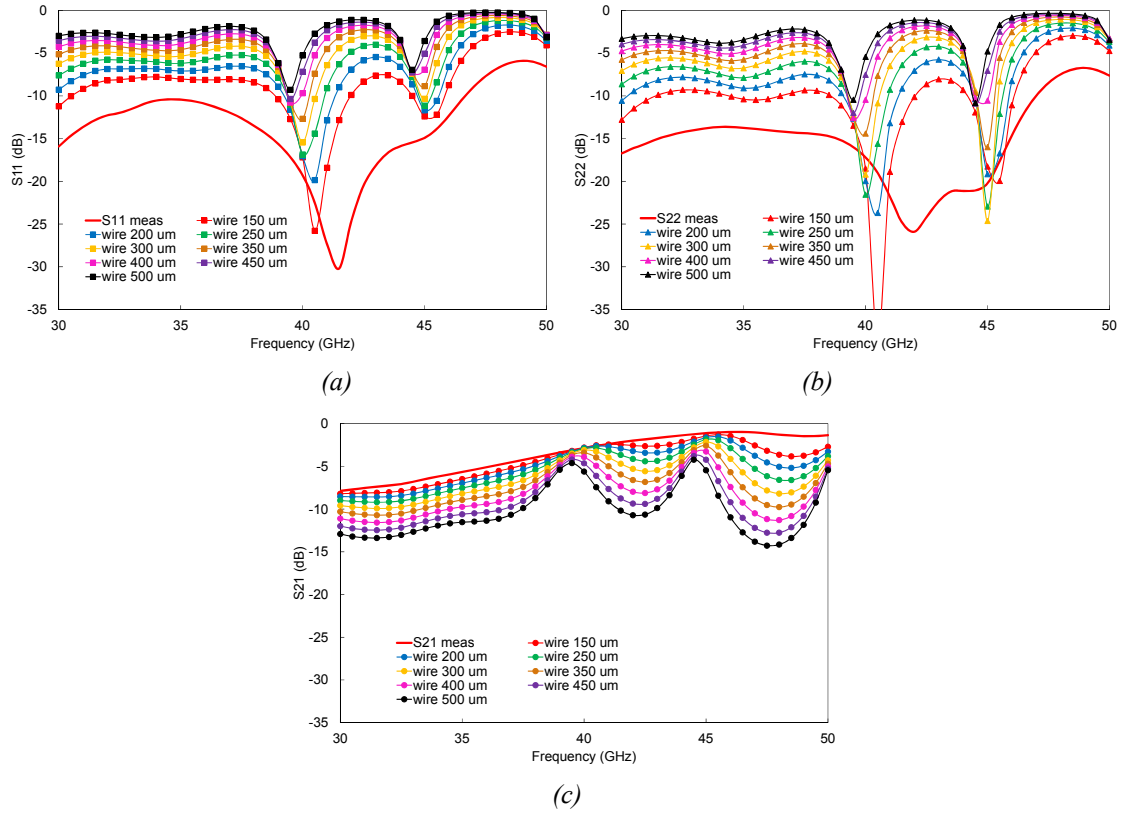 0
-5
-10
-15
-20
-25
-30
-35
S11 (dB)
S11 meas
wire 150 um
wire 200 um
wire 250 um
wire 300 um
wire 350 um
wire 400 um
wire 450 um
wire 500 um
30 35 40 45 50
Frequency (GHz)
(a)
0
-5
-10
-15
-20
-25
-30
-35
S22 (dB)
S22 meas
wire 150 um
wire 200 um
wire 250 um
wire 300 um
wire 350 um
wire 400 um
wire 450 um
wire 500 um
30 35 40 45 50
Frequency (GHz)
(b)
0
-5
-10
-15
-20
-25
-30
-35
S21 (dB)
S21 meas
wire 150 um
wire 200 um
wire 250 um
wire 300 um
wire 350 um
wire 400 um
wire 450 um
wire 500 um
30 35 40 45 50
Frequency (GHz)
(c)